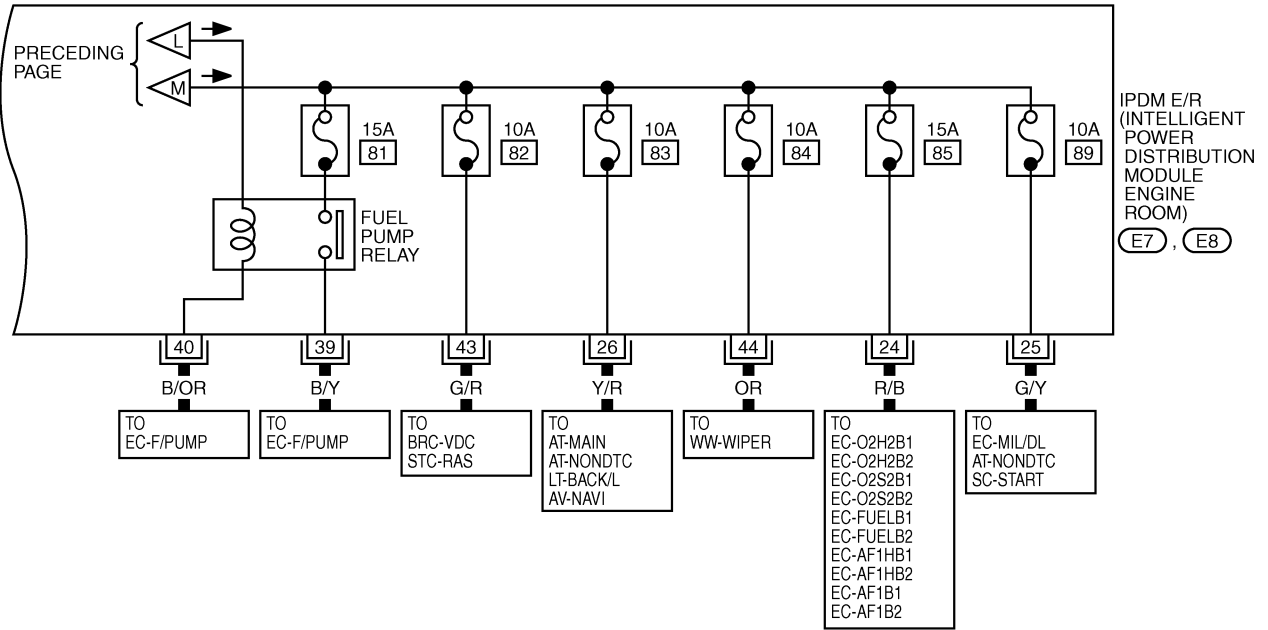 PRECEDING
PAGE
L
M
15A
81
10A
82
10A
83
10A
84
15A
85
10A
89
FUEL
PUMP
RELAY
IPDM E/R
(INTELLIGENT
POWER
DISTRIBUTION
MODULE
ENGINE
ROOM)
E7 , E8
40
39
43
26
44
24
25
B/OR
B/Y
G/R
Y/R
OR
R/B
G/Y
TO
EC-F/PUMP
TO
EC-F/PUMP
TO
BRC-VDC
STC-RAS
TO
AT-MAIN
AT-NONDTC
LT-BACK/L
AV-NAVI
TO
WW-WIPER
TO
EC-O2H2B1
EC-O2H2B2
EC-O2S2B1
EC-O2S2B2
EC-FUELB1
EC-FUELB2
EC-AF1HB1
EC-AF1HB2
EC-AF1B1
EC-AF1B2
TO
EC-MIL/DL
AT-NONDTC
SC-START